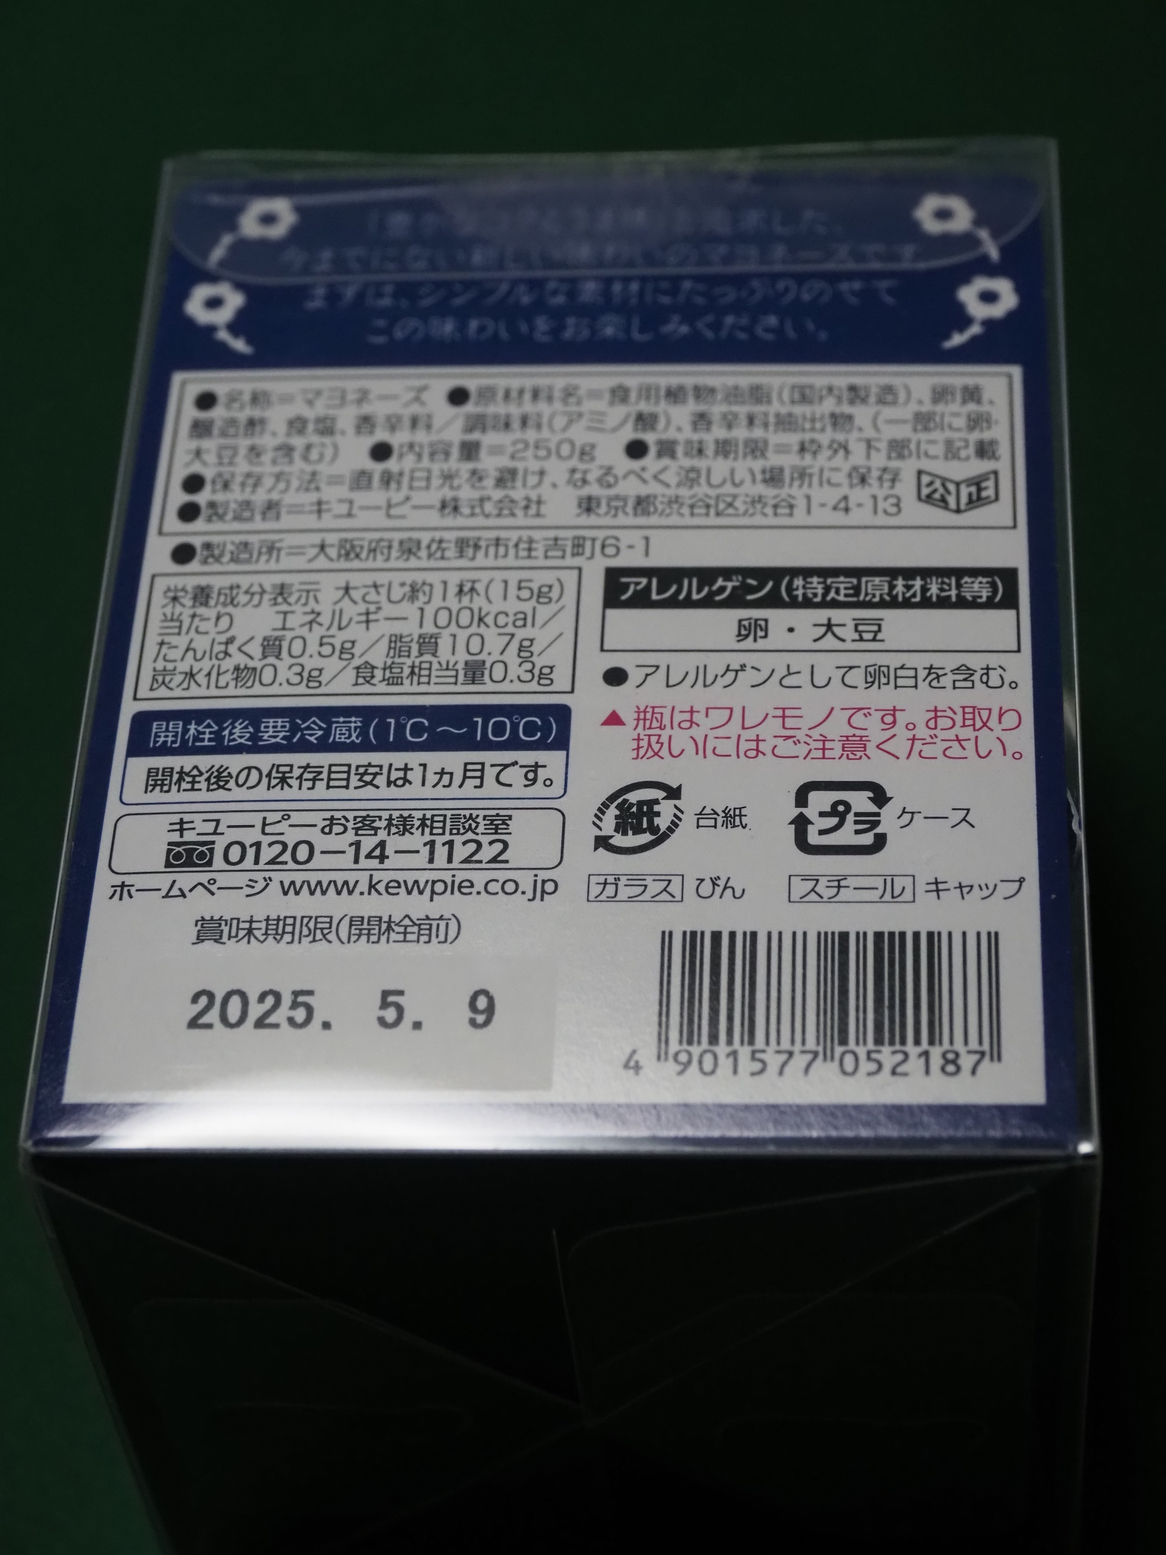 「豊かなコクとうま味」を追求した、
今までにない新しい味わいのマヨネーズです。
まずは、シンプルな素材にたっぷりのせて
この味わいをお楽しみください。
●名称=マヨネーズ ●原材料名=食用植物油脂(国内製造)、卵黄、
醸造酢、食塩、香辛料/調味料(アミノ酸)、香辛料抽出物、(一部に卵・
大豆を含む) ●内容量=250g ●賞味期限=枠外下部に記載
●保存方法=直射日光を避け、なるべく涼しい場所に保存
公正
●製造者=キユーピー株式会社 東京都渋谷区渋谷1-4-13
●製造所=大阪府泉佐野市住吉町6-1
栄養成分表示 大さじ約1杯(15g)
当たり エネルギー100kcal/
たんぱく質0.5g/脂質10.7g/
炭水化物0.3g/食塩相当量0.3g
アレルゲン(特定原材料等)
卵・大豆
●アレルゲンとして卵白を含む。
▲瓶はワレモノです。お取り
扱いにはご注意ください。
開栓後要冷蔵(1℃~10℃)
開栓後の保存目安は1ヵ月です。
紙 台紙 プラ ケース
キユーピーお客様相談室
0120-14-1122
ホームページ www.kewpie.co.jp
ガラス びん スチール キャップ
賞味期限(開栓前)
2025. 5. 9
4 901577 052187